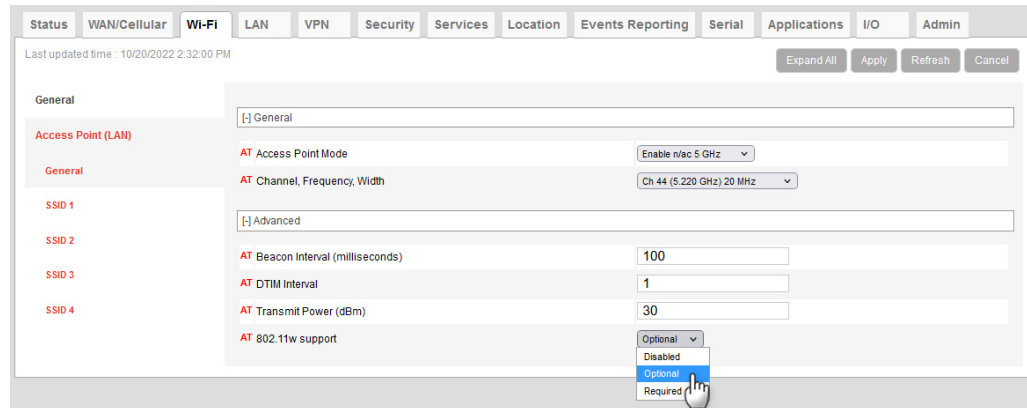 Status WAN/Cellular Wi-Fi LAN VPN Security Services Location Events Reporting Serial Applications I/O Admin
Last updated time : 10/20/2022 2:32:00 PM
Expand All Apply Refresh Cancel
General
[-] General
Access Point (LAN)
AT Access Point Mode Enable n/ac 5 GHz
General
AT Channel, Frequency, Width Ch 44 (5.220 GHz) 20 MHz
SSID 1
[-] Advanced
SSID 2
AT Beacon Interval (milliseconds) 100
SSID 3
AT DTIM Interval 1
SSID 4
AT Transmit Power (dBm) 30
AT 802.11w support Optional
Disabled
Optional
Required